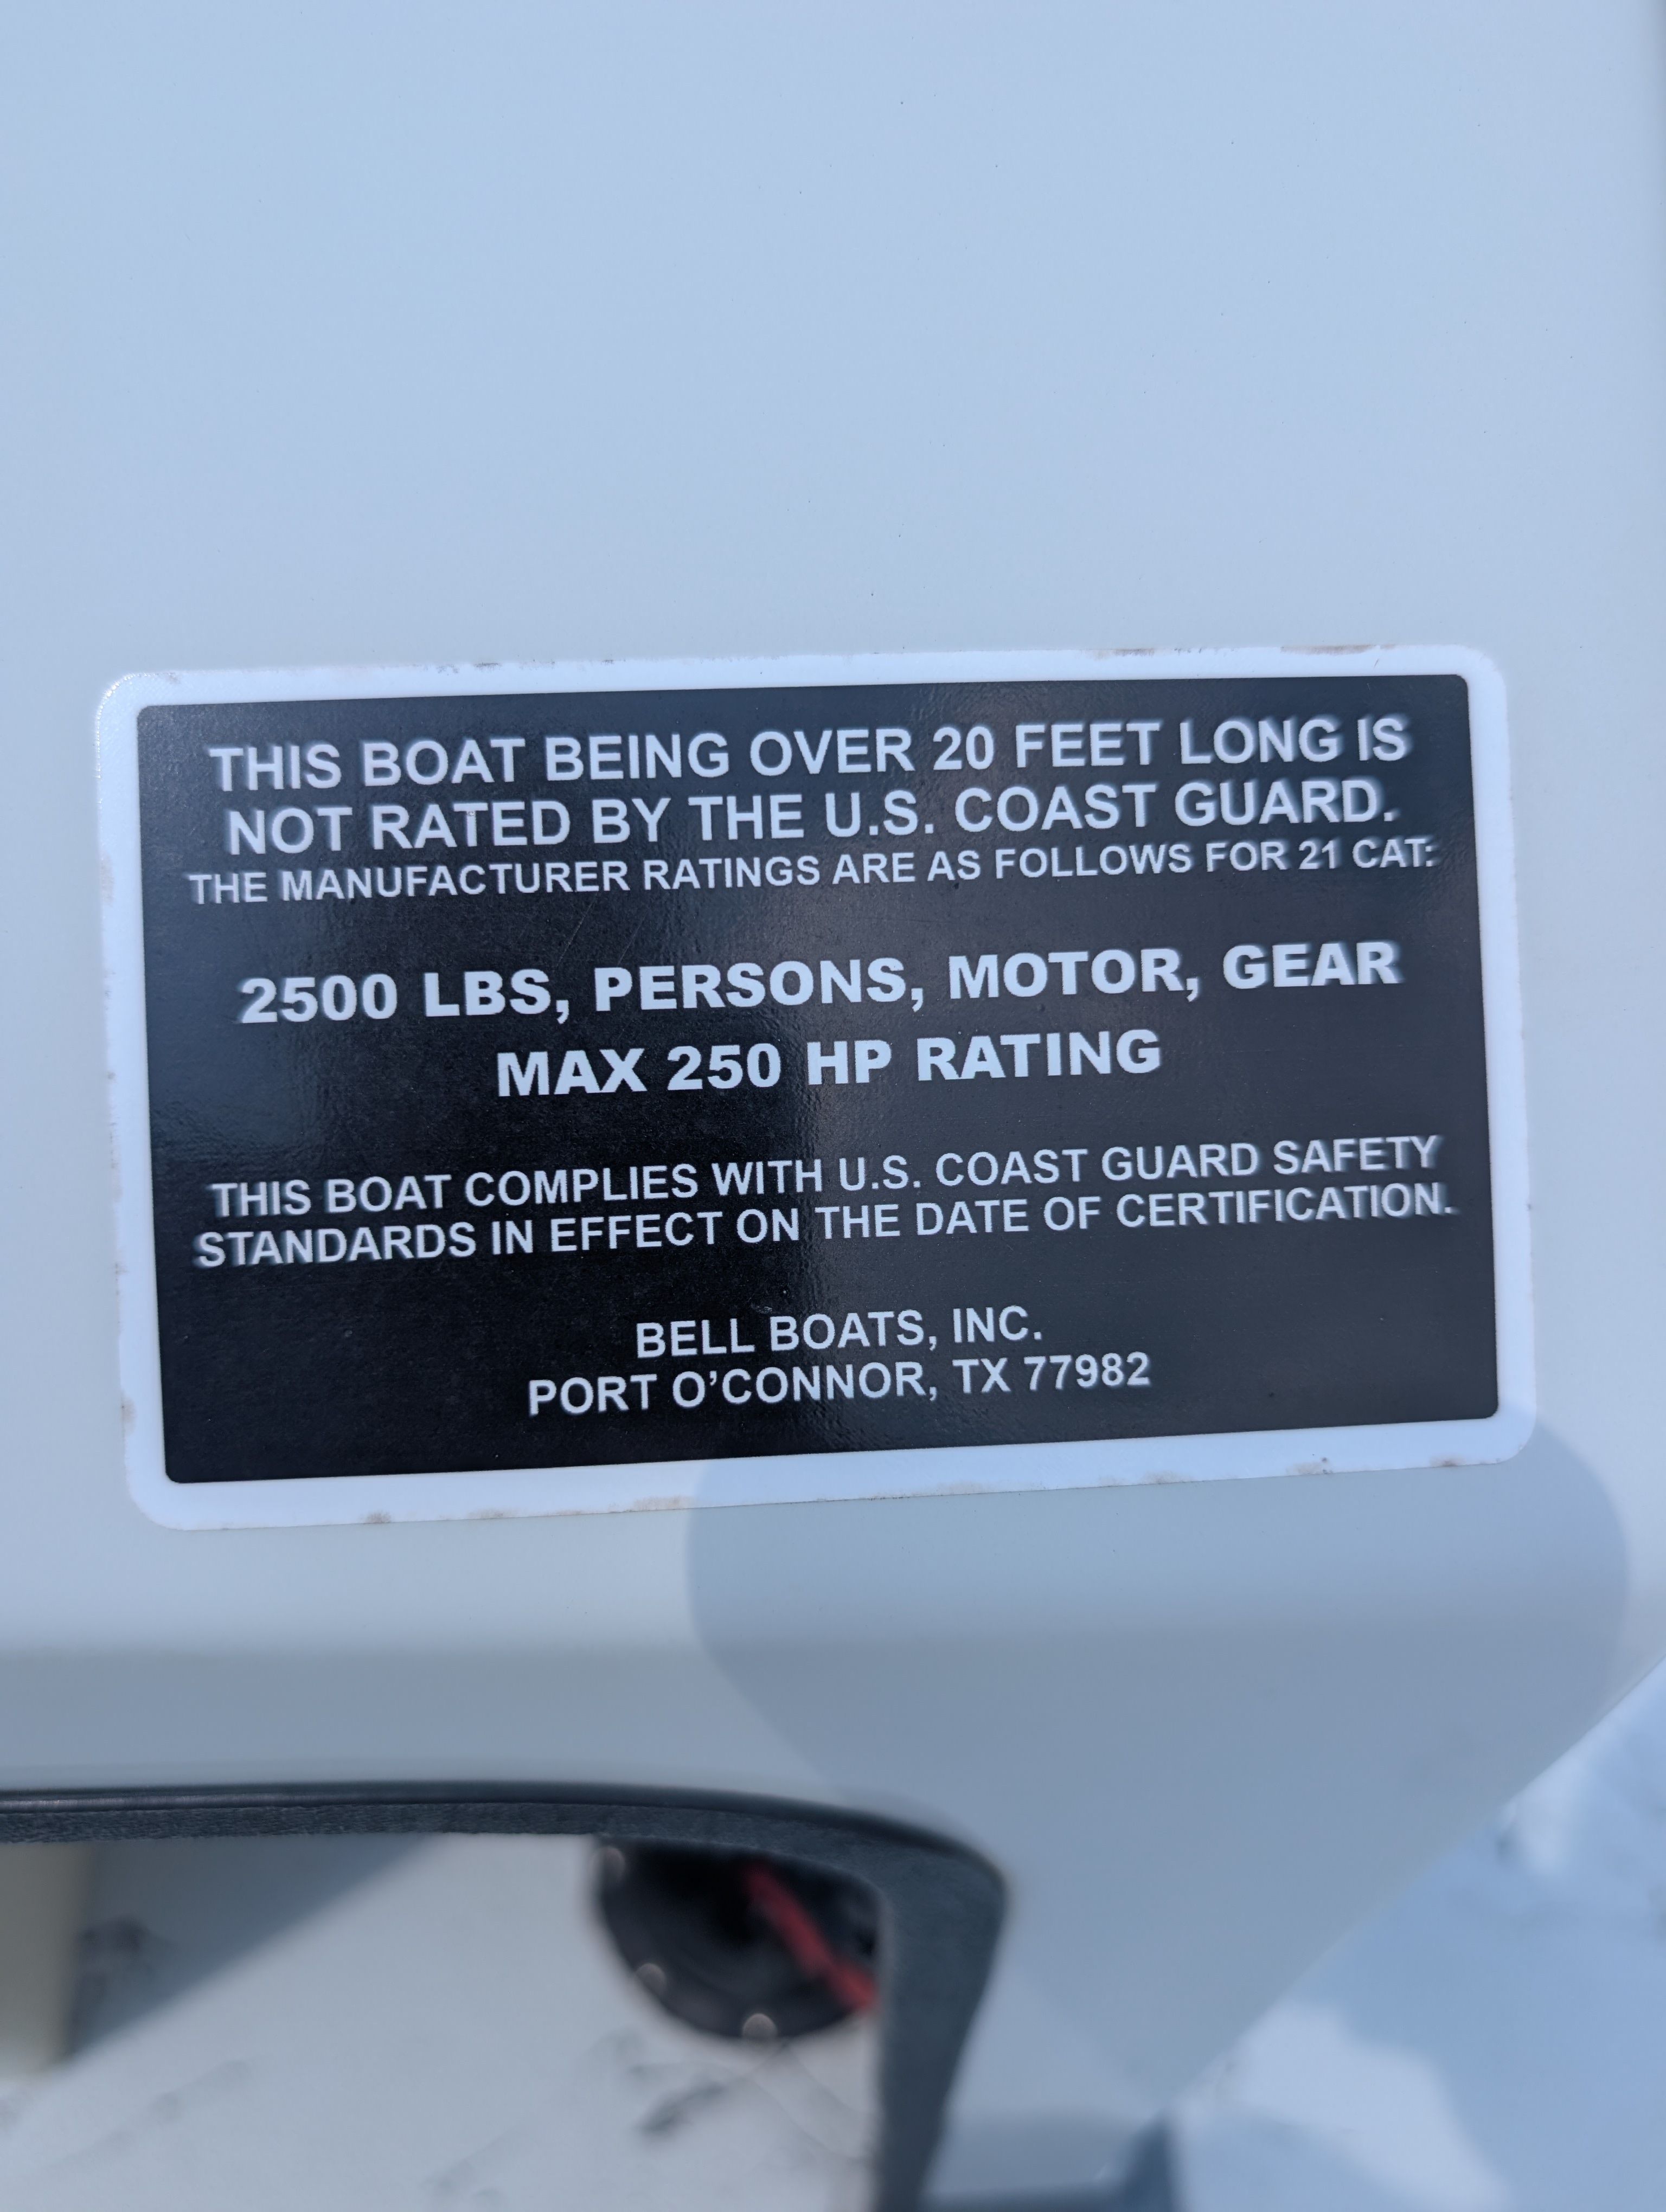 THIS BOAT BEING OVER 20 FEET LONG IS
NOT RATED BY THE U.S. COAST GUARD.
THE MANUFACTURER RATINGS ARE AS FOLLOWS FOR 21 CAT:
2500 LBS, PERSONS, MOTOR, GEAR
MAX 250 HP RATING
THIS BOAT COMPLIES WITH U.S. COAST GUARD SAFETY
STANDARDS IN EFFECT ON THE DATE OF CERTIFICATION.
BELL BOATS, INC.
PORT O’CONNOR, TX 77982